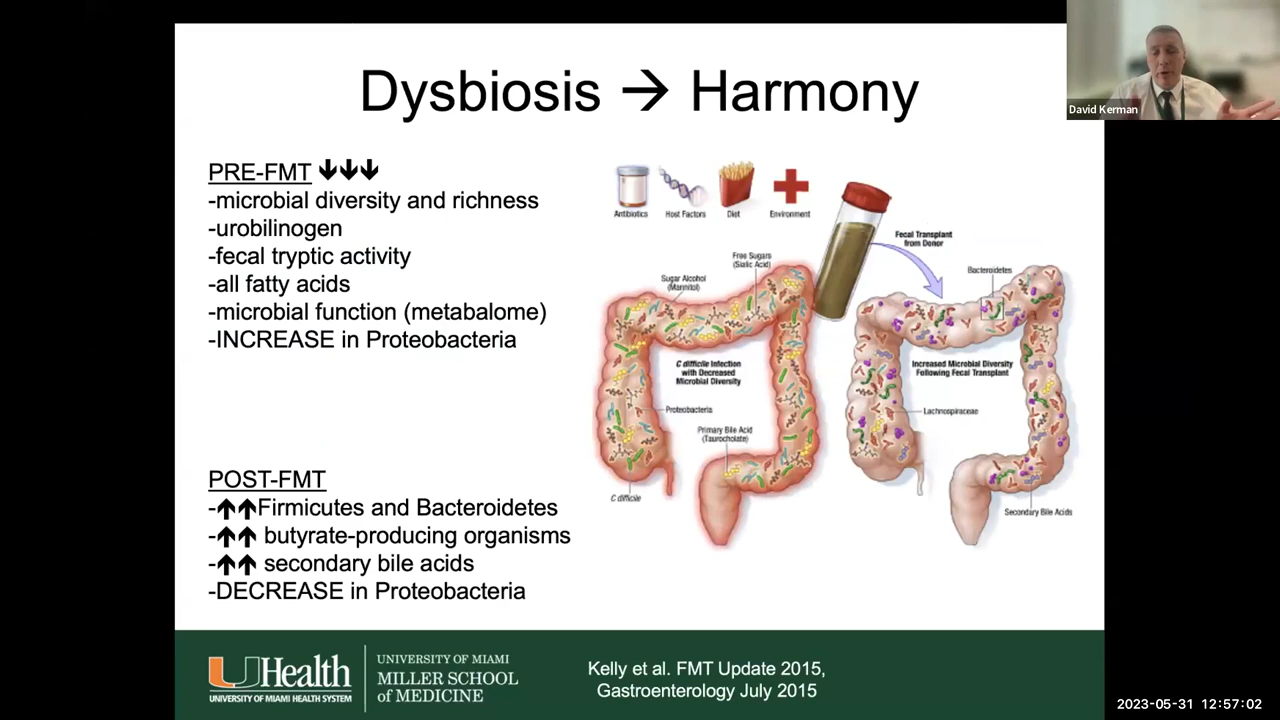 Dysbiosis → Harmony
David Kerman
PRE-FMT ↓↓↓
-microbial diversity and richness
-urobilinogen
-fecal tryptic activity
-all fatty acids
-microbial function (metabalome)
-INCREASE in Proteobacteria
POST-FMT
-↑↑Firmicutes and Bacteroidetes
-↑↑ butyrate-producing organisms
-↑↑ secondary bile acids
-DECREASE in Proteobacteria
Antibiotics
Host Factors
Diet
Environment
Fecal Transplant
from Donor
Free Sugars
(Sialic Acid)
Sugar Alcohol
(Mannitol)
Bacteroidetes
C difficile Infection
with Decreased
Microbial Diversity
Increased Microbial Diversity
Following Fecal Transplant
Proteobacteria
Lachnospiraceae
Primary Bile Acid
(Taurocholate)
C difficile
Secondary Bile Acids
UHealth
UNIVERSITY OF MIAMI HEALTH SYSTEM
UNIVERSITY OF MIAMI
MILLER SCHOOL
of MEDICINE
Kelly et al. FMT Update 2015,
Gastroenterology July 2015
2023-05-31 12:57:02